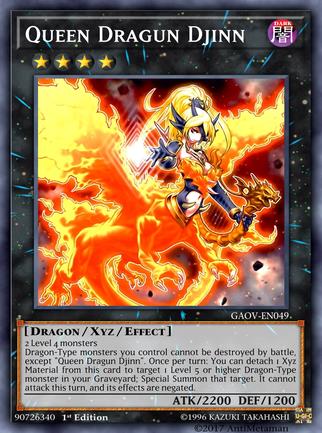 QUEEN DRAGUN DJINN
DARK
闇
GAOV-EN049
[DRAGON / XYZ / EFFECT]
2 Level 4 monsters
Dragon-Type monsters you control cannot be destroyed by battle,
except "Queen Dragun Djinn". Once per turn: You can detach 1 Xyz
Material from this card to target 1 Level 5 or higher Dragon-Type
monster in your Graveyard; Special Summon that target. It cannot
attack this turn, and its effects are negated.
ATK/2200 DEF/1200
90726340 1st Edition ©1996 KAZUKI TAKAHASHI
©2017 AntiMetaman